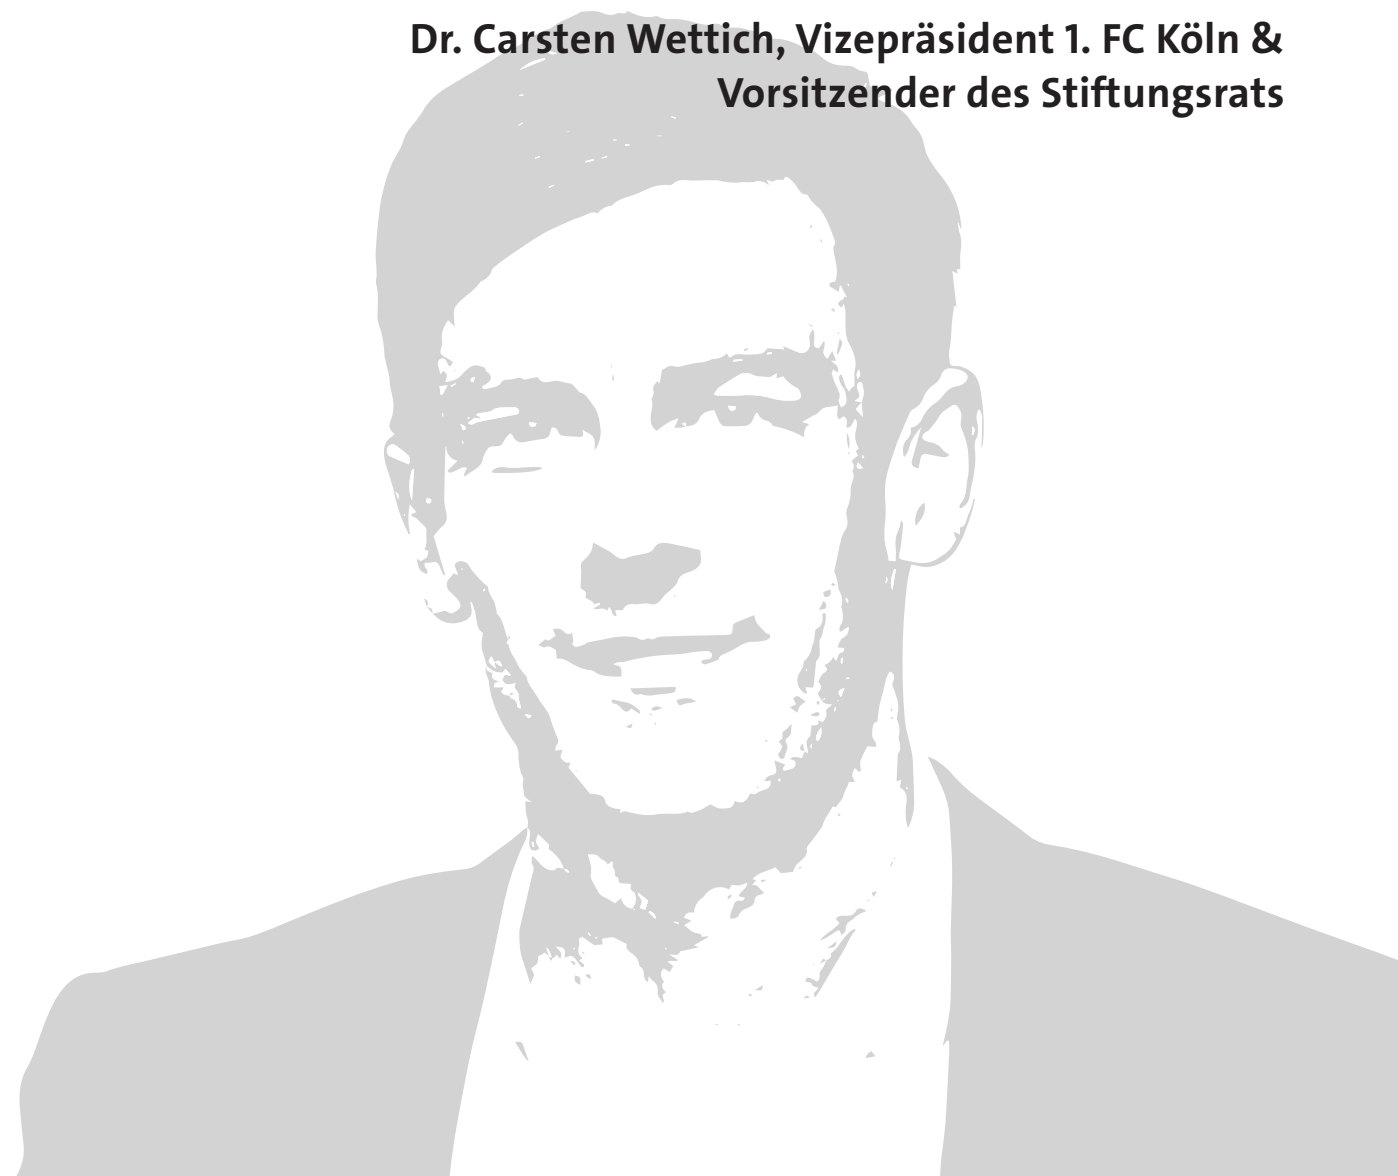 Dr. Carsten Wettich, Vizepräsident 1. FC Köln &
Vorsitzender des Stiftungsrats